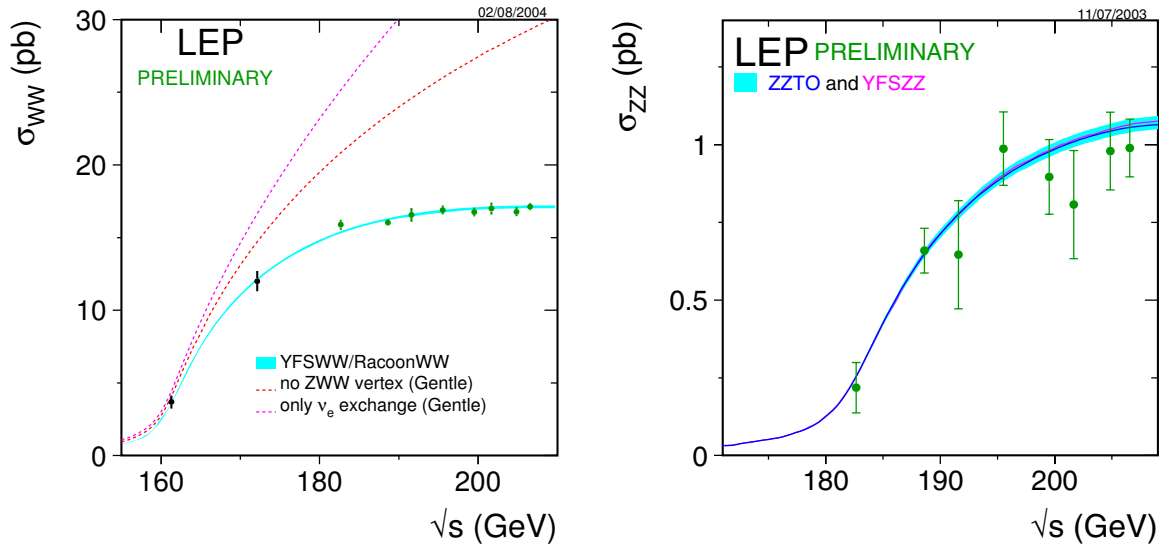 02/08/2004
30
20
10
0
σWW (pb)
LEP
PRELIMINARY
YFSWW/RacoonWW
no ZWW vertex (Gentle)
only νe exchange (Gentle)
160
180
200
√s (GeV)
11/07/2003
σZZ (pb)
LEP PRELIMINARY
ZZTO and YFSZZ
1
0.5
0
180
190
200
√s (GeV)